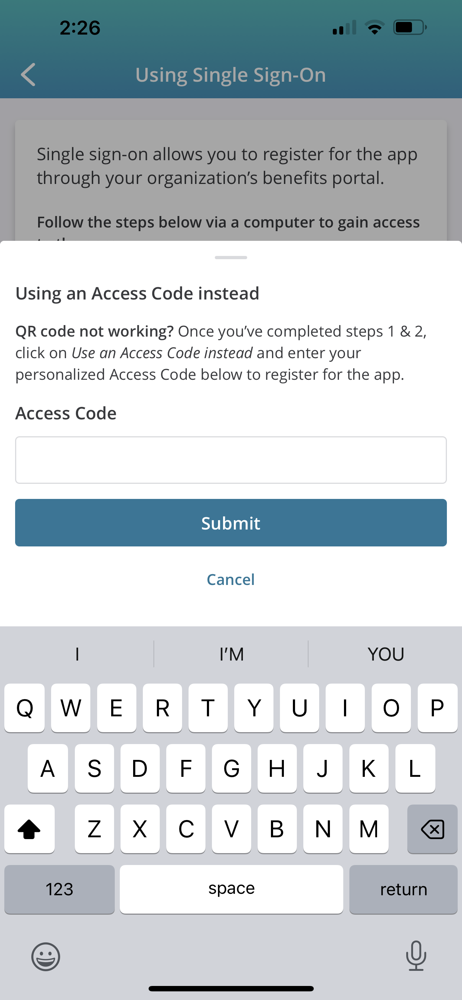 2:26
Using Single Sign-On
Single sign-on allows you to register for the app
through your organization’s benefits portal.
Follow the steps below via a computer to gain access
Using an Access Code instead
QR code not working? Once you’ve completed steps 1 & 2,
click on Use an Access Code instead and enter your
personalized Access Code below to register for the app.
Access Code
Submit
Cancel
I I’M YOU
Q W E R T Y U I O P
A S D F G H J K L
Z X C V B N M
123 space return